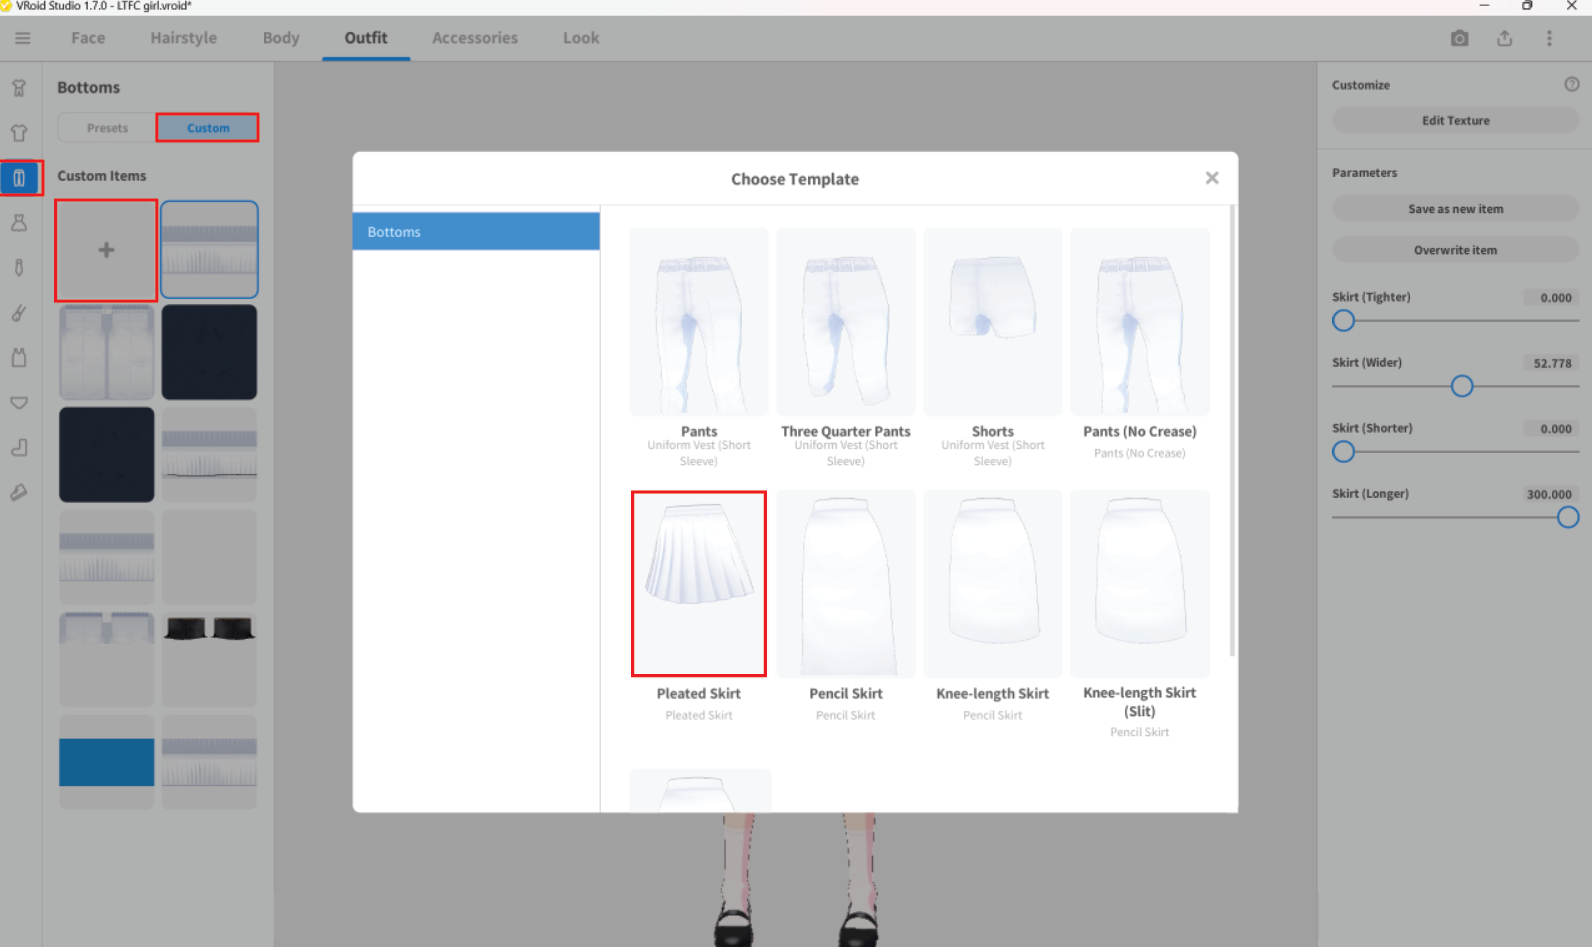 VRoid Studio 1.7.0 - LTFC girl.vroid*
Face
Hairstyle
Body
Outfit
Accessories
Look
Bottoms
Presets
Custom
Custom Items
Choose Template
Bottoms
Pants
Uniform Vest (Short
Sleeve)
Three Quarter Pants
Uniform Vest (Short
Sleeve)
Shorts
Uniform Vest (Short
Sleeve)
Pants (No Crease)
Pants (No Crease)
Pleated Skirt
Pleated Skirt
Pencil Skirt
Pencil Skirt
Knee-length Skirt
Pencil Skirt
Knee-length Skirt
(Slit)
Pencil Skirt
Customize
Edit Texture
Parameters
Save as new item
Overwrite item
Skirt (Tighter)
0.000
Skirt (Wider)
52.778
Skirt (Shorter)
0.000
Skirt (Longer)
300.000